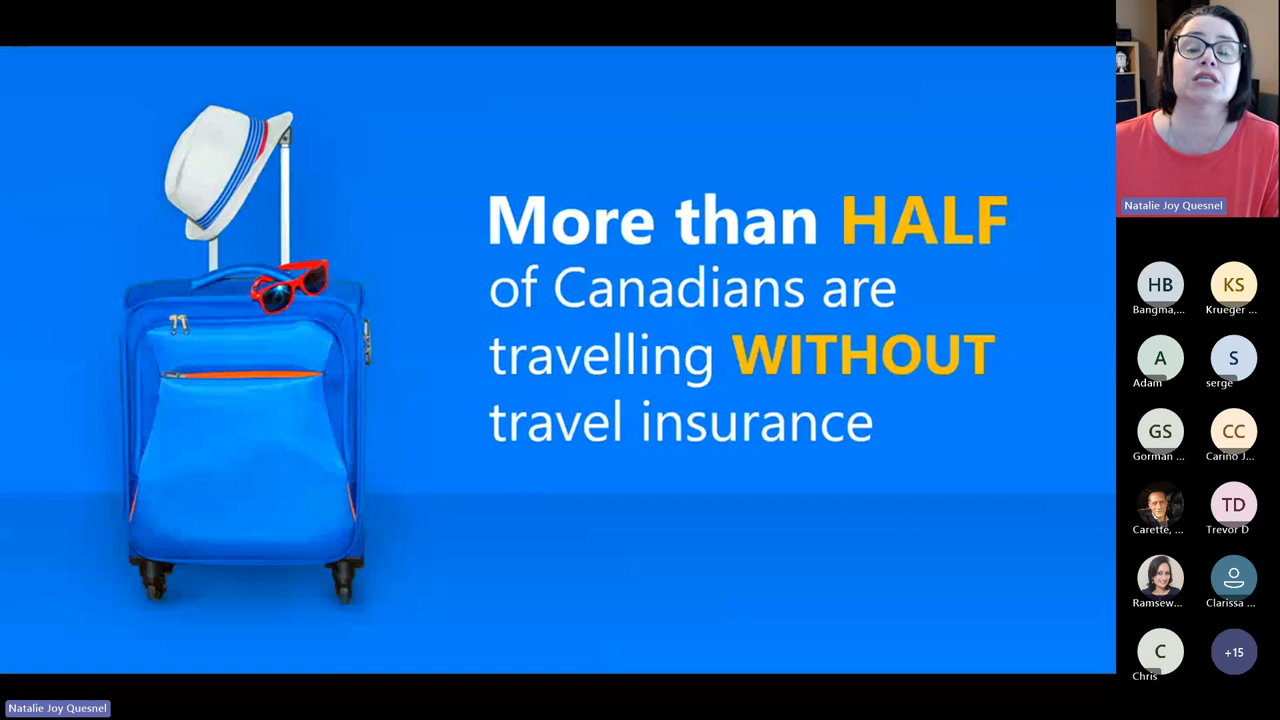 More than HALF
of Canadians are
travelling WITHOUT
travel insurance
Natalie Joy Quesnel
HB
KS
Bangma,...
Krueger ...
A
S
Adam
serge
GS
CC
Gorman ...
Carino J...
TD
Carette, ...
Trevor D
Ramsew...
Clarissa ...
C
+15
Chris
Natalie Joy Quesnel